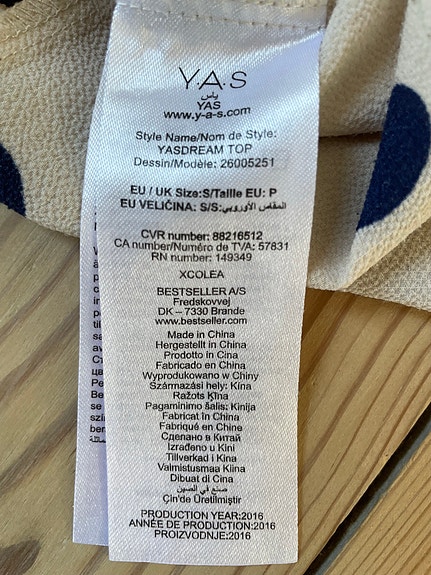 Y.A.S
ياس
YAS
www.y-a-s.com
Style Name/Nom de Style:
YASDREAM TOP
Dessin/Modèle: 26005251
EU / UK Size:S/Taille EU: P
EU VELIČINA: S/S:المقاس الأوروبي
CVR number: 88216512
CA number/Numéro de TVA: 57831
RN number: 149349
XCOLEA
BESTSELLER A/S
Fredskovvej
DK – 7330 Brande
www.bestseller.com
Made in China
Hergestellt in China
Prodotto in Cina
Fabricado en China
Wyprodukowano w Chiny
Származási hely: Kína
Ražots Ķīna
Pagaminimo šalis: Kinija
Fabricat în China
Fabriqué en Chine
Сделано в Китай
Izrađeno u Kini
Tillverkad i Kina
Valmistusmaa Kiina
Dibuat di Cina
صنع في الصين
Çin'de Üretilmiştir
PRODUCTION YEAR:2016
ANNÉE DE PRODUCTION:2016
PROIZVODNJE:2016